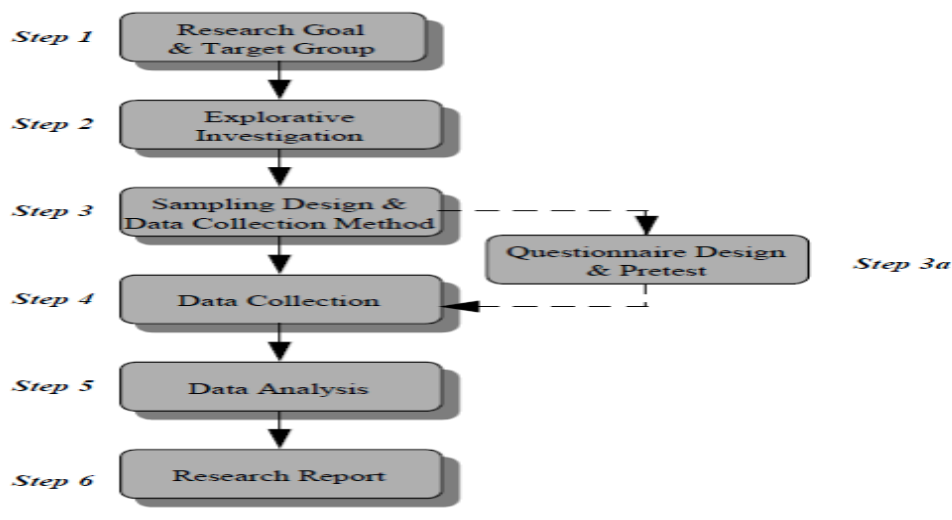 Step 1
Research Goal
& Target Group
Step 2
Explorative
Investigation
Step 3
Sampling Design &
Data Collection Method
Questionnaire Design
& Pretest
Step 3a
Step 4
Data Collection
Step 5
Data Analysis
Step 6
Research Report